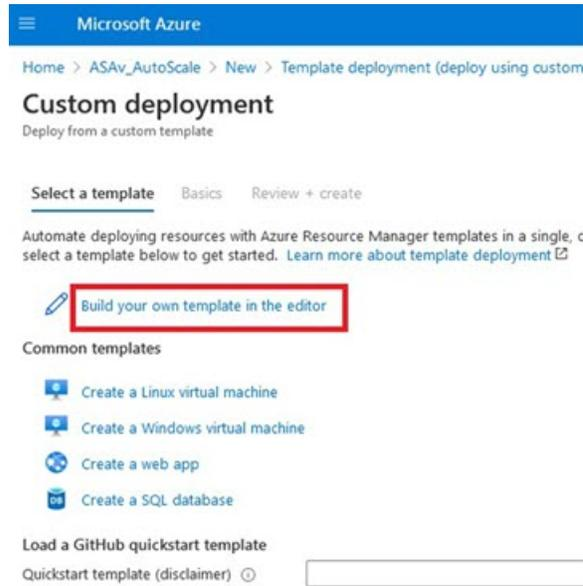 Microsoft Azure
Home > ASAv_AutoScale > New > Template deployment (deploy using custom
Custom deployment
Deploy from a custom template
Select a template Basics Review + create
Automate deploying resources with Azure Resource Manager templates in a single, c
select a template below to get started. Learn more about template deployment
Build your own template in the editor
Common templates
Create a Linux virtual machine
Create a Windows virtual machine
Create a web app
DB Create a SQL database
Load a GitHub quickstart template
Quickstart template (disclaimer)